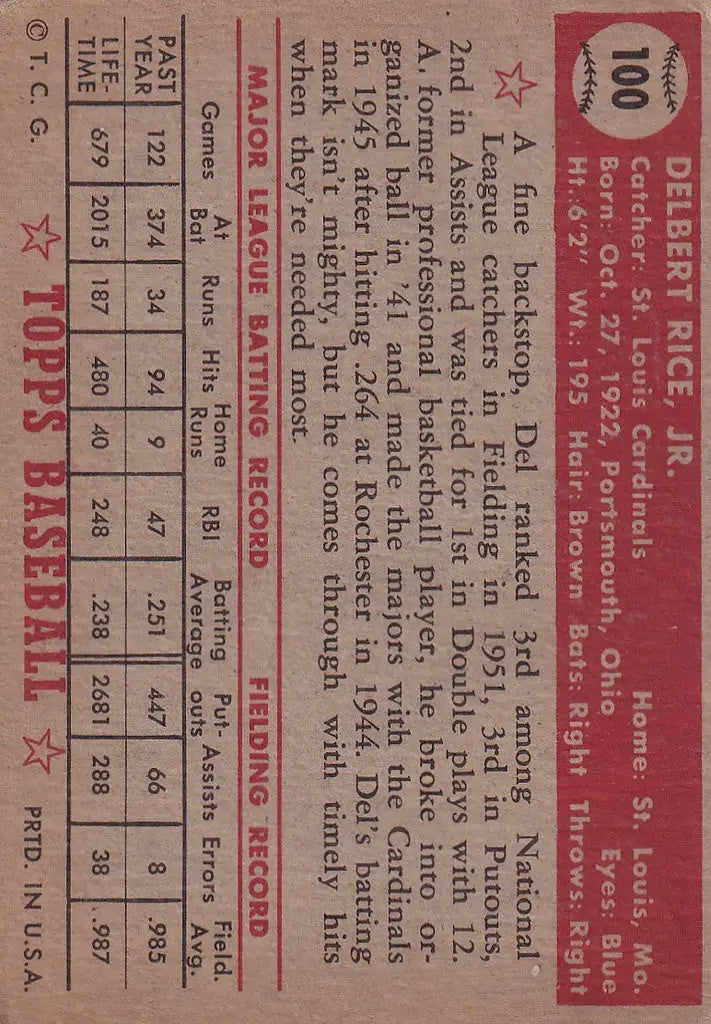 100
DELBERT RICE, JR.
Catcher: St. Louis Cardinals Home: St. Louis, Mo.
Born: Oct. 27, 1922, Portsmouth, Ohio Eyes: Blue
Ht.:6'2" Wt.: 195 Hair: Brown Bats: Right Throws: Right
A fine backstop, Del ranked 3rd among National
League catchers in Fielding in 1951, 3rd in Putouts,
2nd in Assists and was tied for 1st in Double plays with 12.
A. former professional basketball player, he broke into or-
ganized ball in '41 and made the majors with the Cardinals
in 1945 after hitting .264 at Rochester in 1944. Del's batting
mark isn't mighty, but he comes through with timely hits
when they're needed most.
MAJOR LEAGUE BATTING RECORD FIELDING RECORD
Games At Bat Runs Hits Home Runs RBI Batting Average Put-outs Assists Errors Field. Avg.
PAST YEAR 122 374 34 94 9 47 .251 447 66 8 .985
LIFE-TIME 679 2015 187 480 40 248 .238 2681 288 38 .987
© T. C. G. TOPPS BASEBALL PRTD. IN U.S.A.